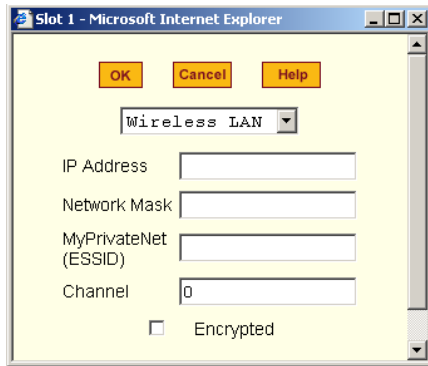 Slot 1 - Microsoft Internet Explorer
OK Cancel Help
Wireless LAN
IP Address
Network Mask
MyPrivateNet
(ESSID)
Channel 0
Encrypted